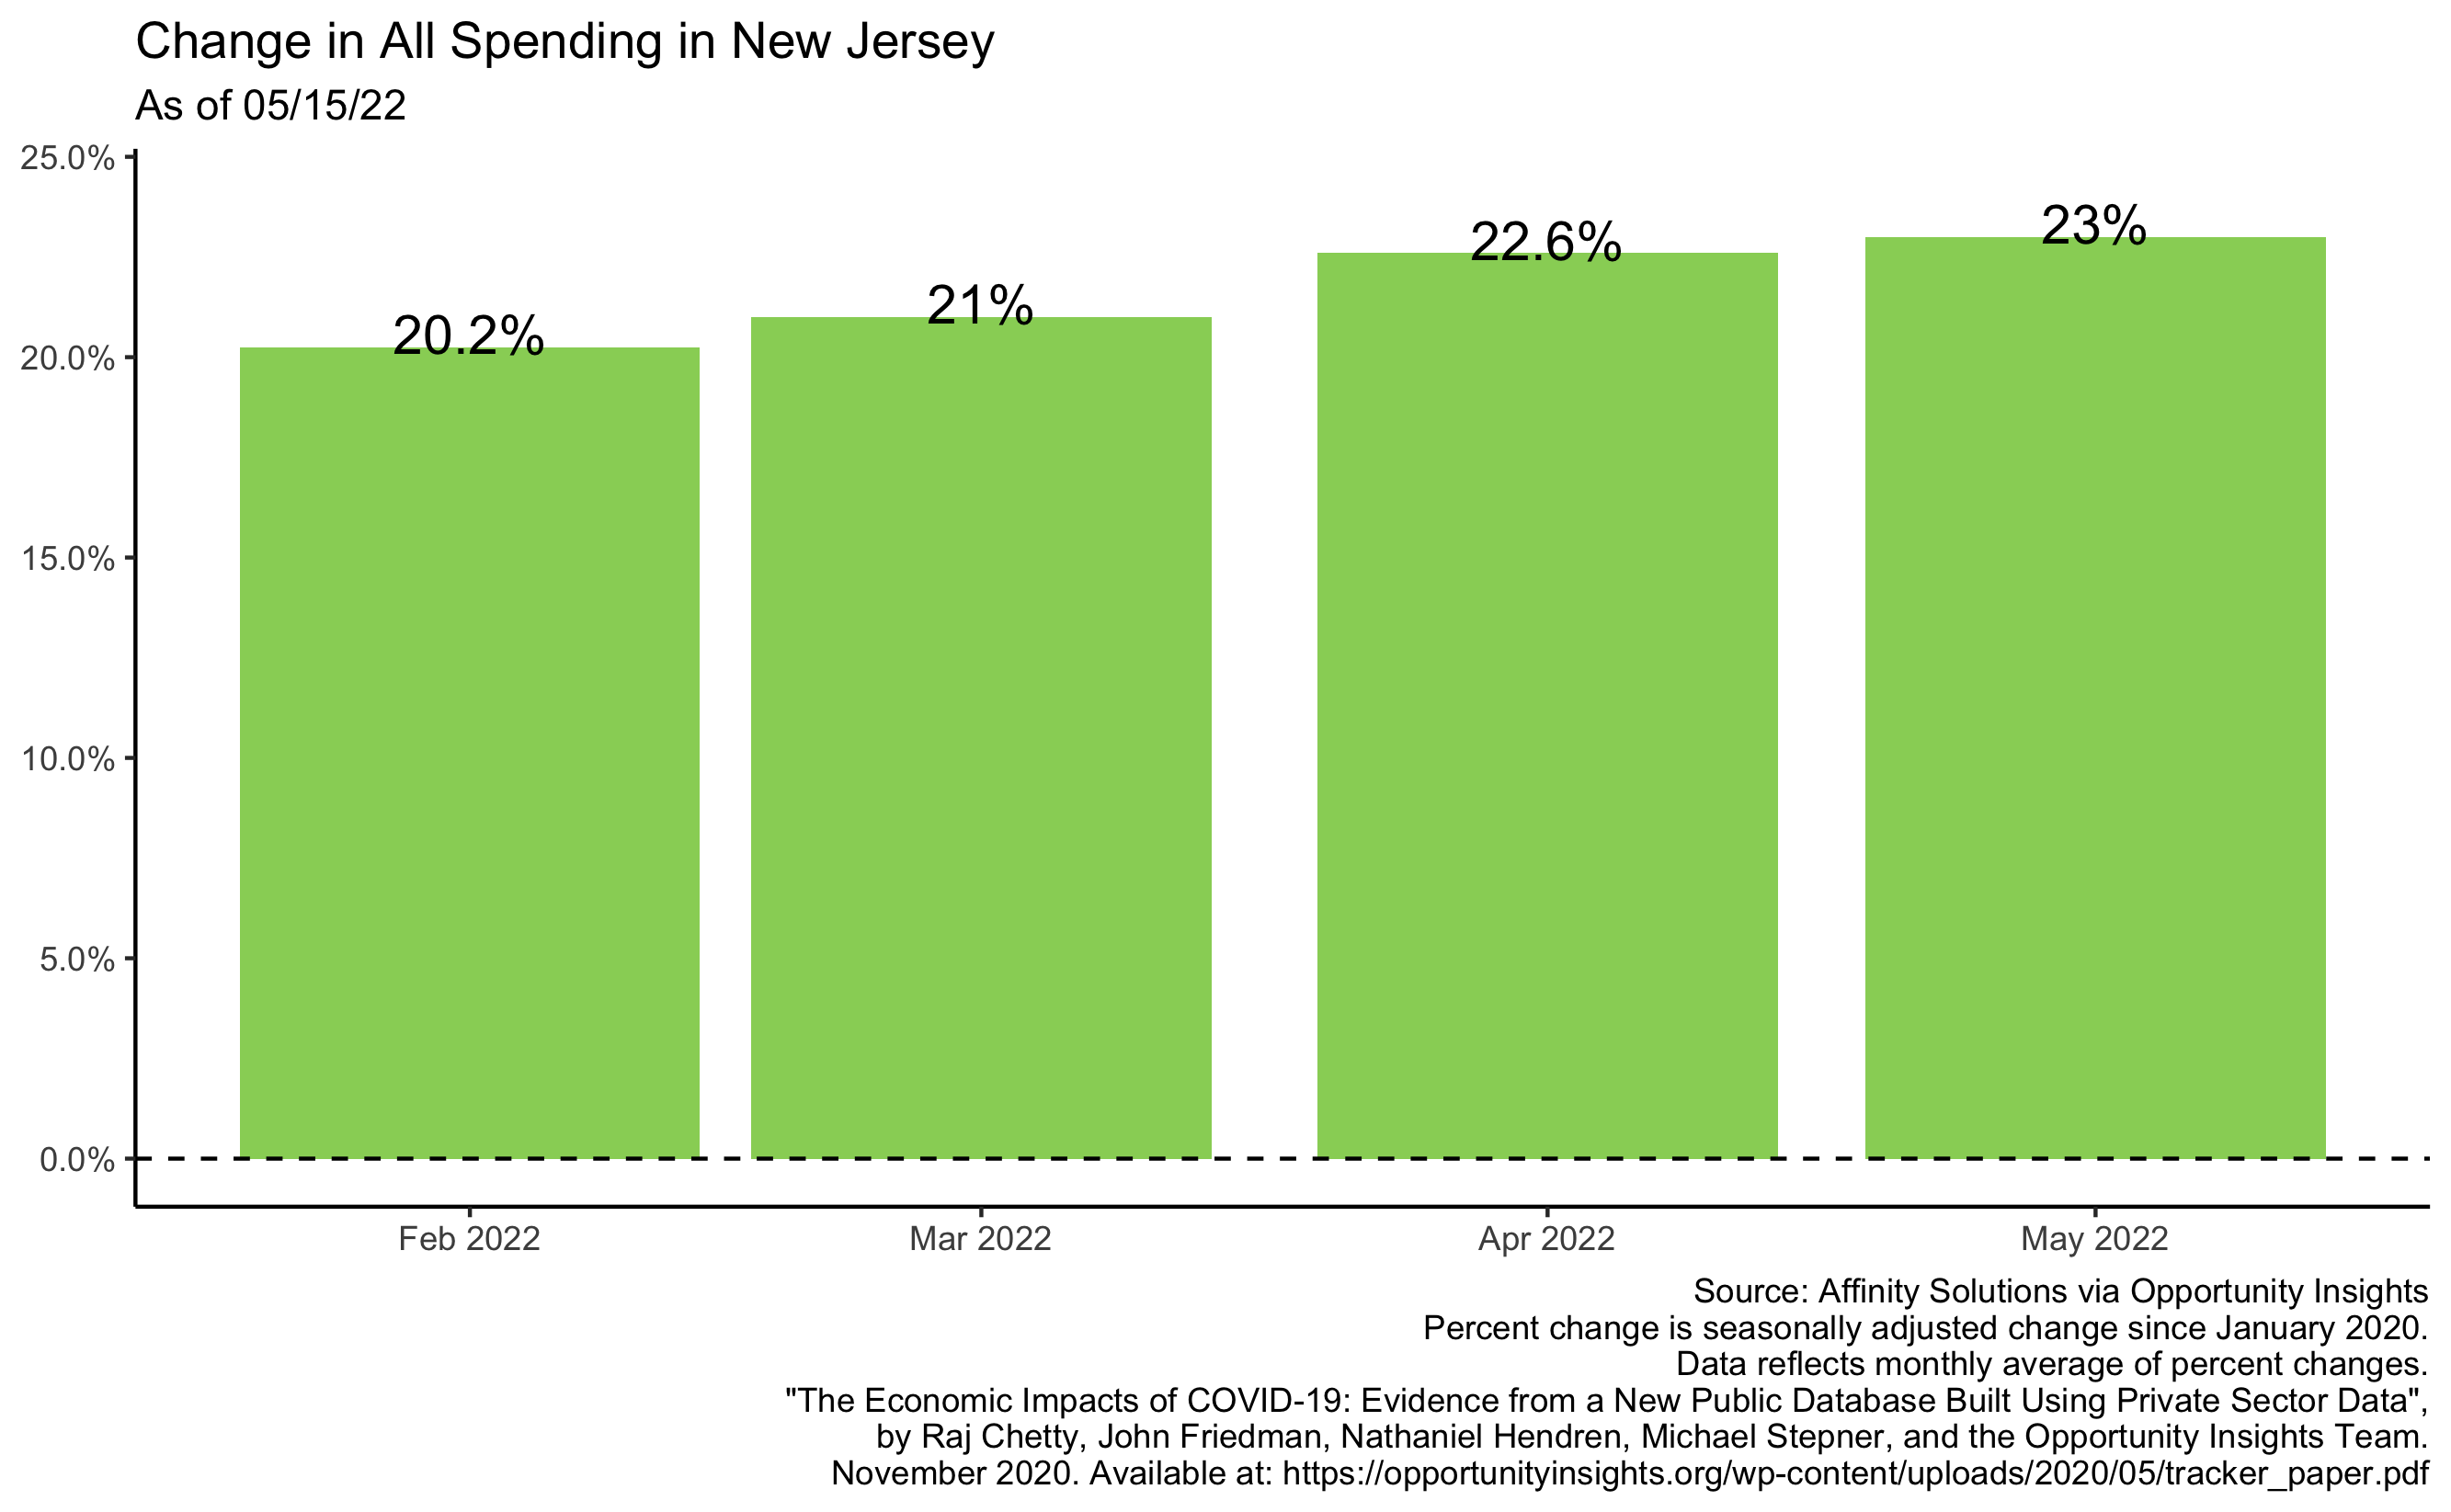 Change in All Spending in New Jersey
As of 05/15/22
25.0%
20.0%
15.0%
10.0%
5.0%
0.0%
20.2%
21%
22.6%
23%
Feb 2022
Mar 2022
Apr 2022
May 2022
Source: Affinity Solutions via Opportunity Insights
Percent change is seasonally adjusted change since January 2020.
Data reflects monthly average of percent changes.
"The Economic Impacts of COVID-19: Evidence from a New Public Database Built Using Private Sector Data",
by Raj Chetty, John Friedman, Nathaniel Hendren, Michael Stepner, and the Opportunity Insights Team.
November 2020. Available at: https://opportunityinsights.org/wp-content/uploads/2020/05/tracker_paper.pdf